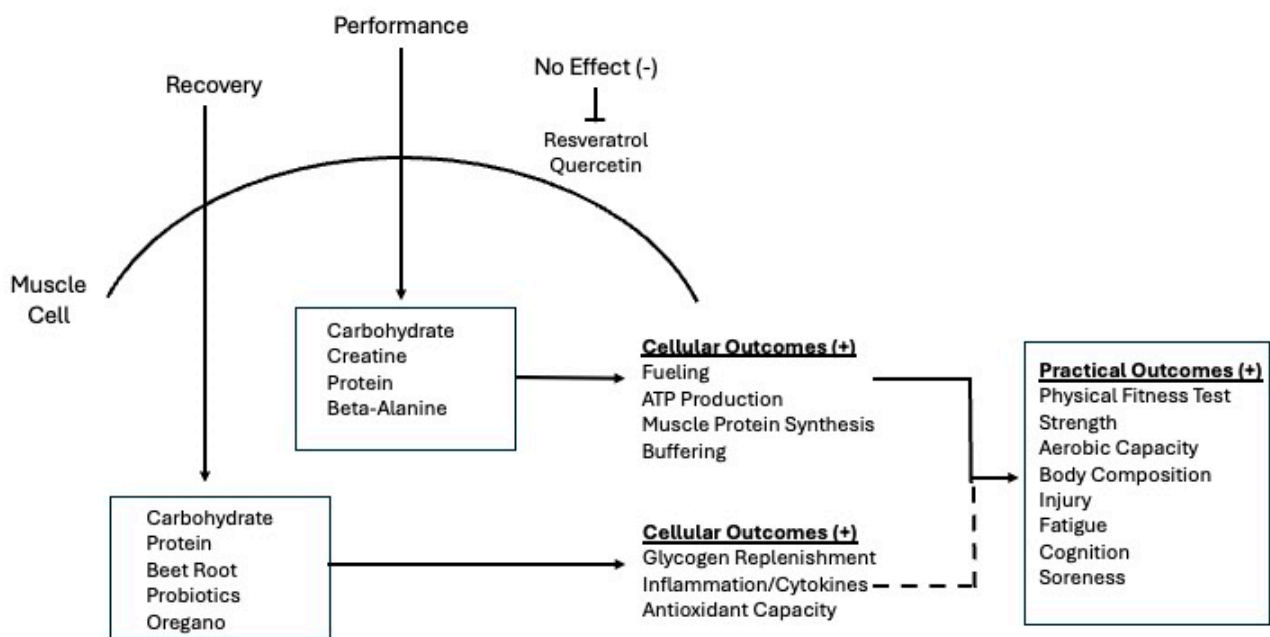 Performance
Recovery
No Effect (-)
Resveratrol
Quercetin
Muscle
Cell
Carbohydrate
Creatine
Protein
Beta-Alanine
Cellular Outcomes (+)
Fueling
ATP Production
Muscle Protein Synthesis
Buffering
Carbohydrate
Protein
Beet Root
Probiotics
Oregano
Cellular Outcomes (+)
Glycogen Replenishment
Inflammation/Cytokines
Antioxidant Capacity
Practical Outcomes (+)
Physical Fitness Test
Strength
Aerobic Capacity
Body Composition
Injury
Fatigue
Cognition
Soreness